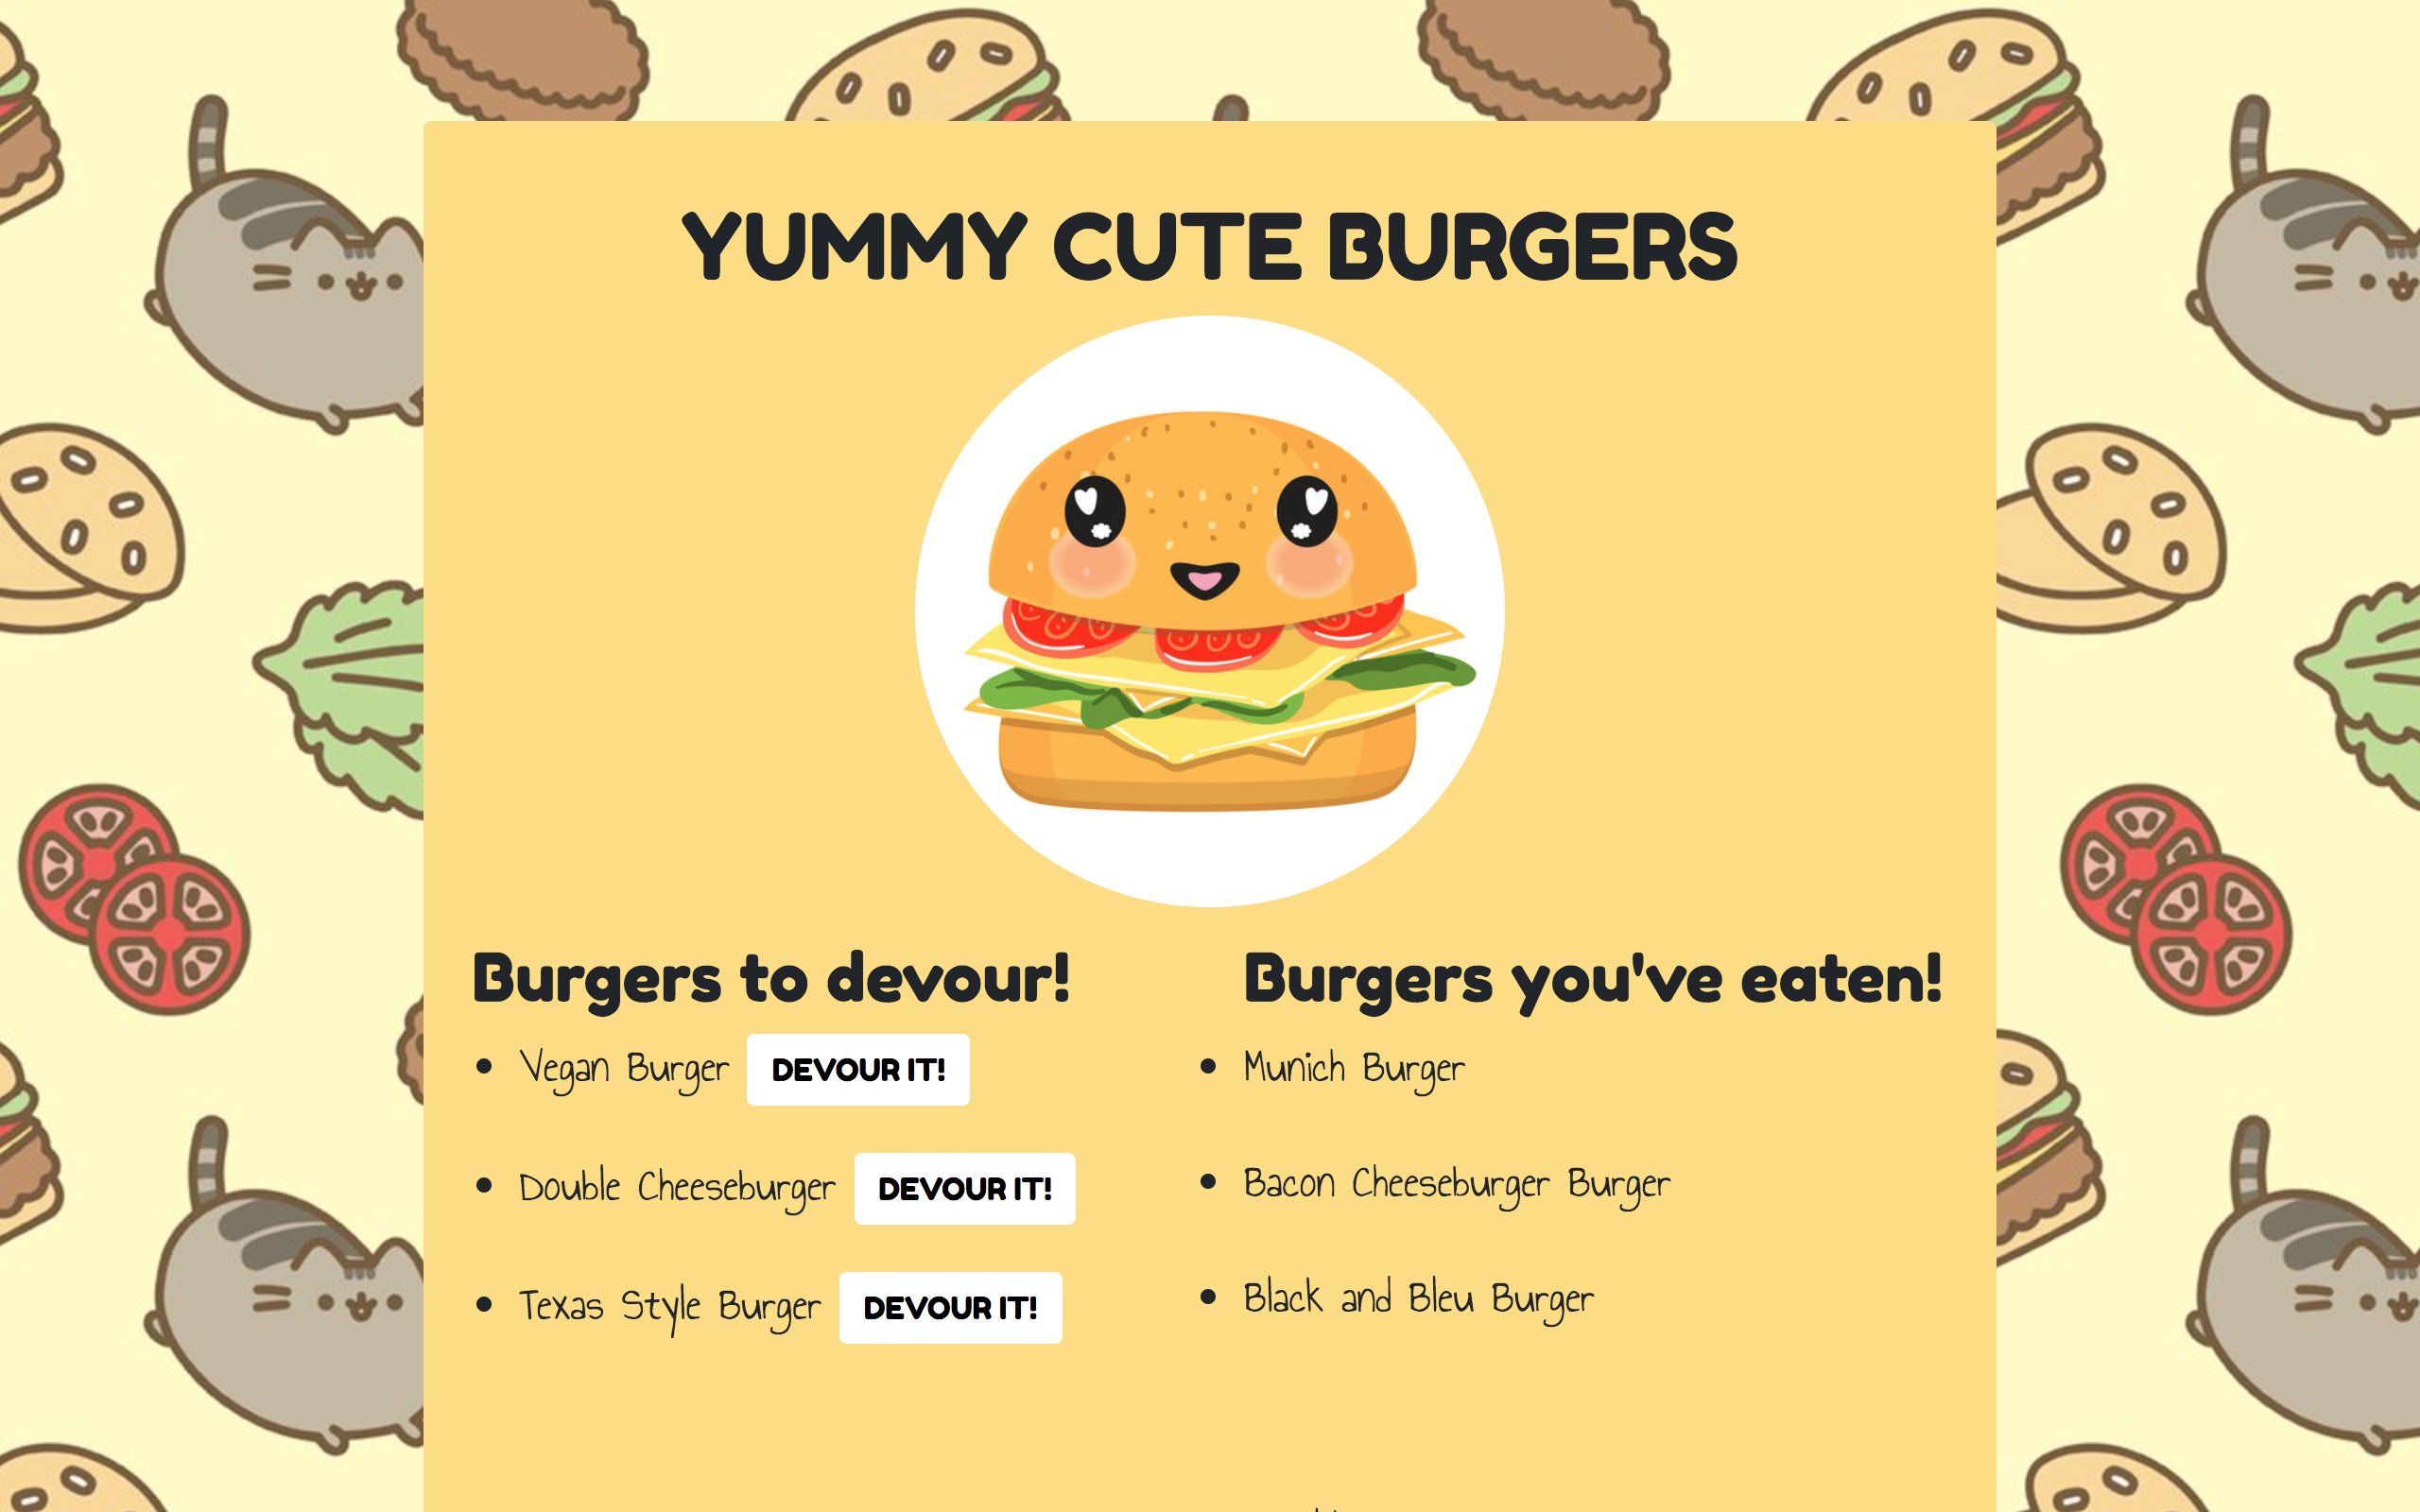 YUMMY CUTE BURGERS
Burgers to devour!
Vegan Burger DEVOUR IT!
Double Cheeseburger DEVOUR IT!
Texas Style Burger DEVOUR IT!
Burgers you've eaten!
Munich Burger
Bacon Cheeseburger Burger
Black and Bleu Burger